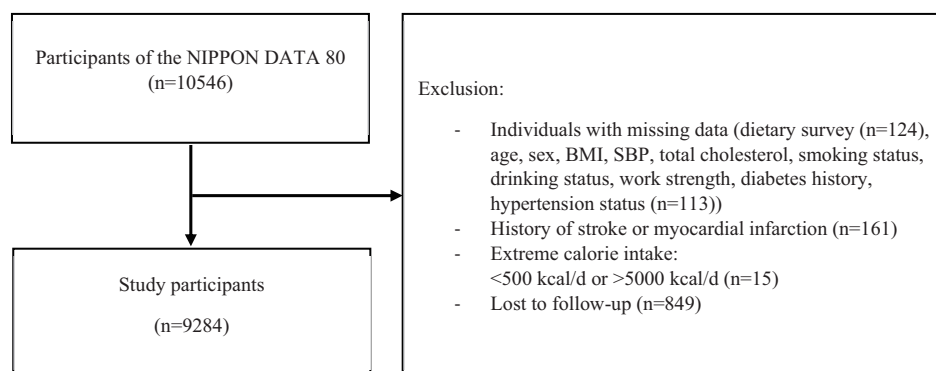 Participants of the NIPPON DATA 80
(n=10546)
Exclusion:
- Individuals with missing data (dietary survey (n=124),
age, sex, BMI, SBP, total cholesterol, smoking status,
drinking status, work strength, diabetes history,
hypertension status (n=113))
- History of stroke or myocardial infarction (n=161)
- Extreme calorie intake:
<500 kcal/d or >5000 kcal/d (n=15)
- Lost to follow-up (n=849)
Study participants
(n=9284)